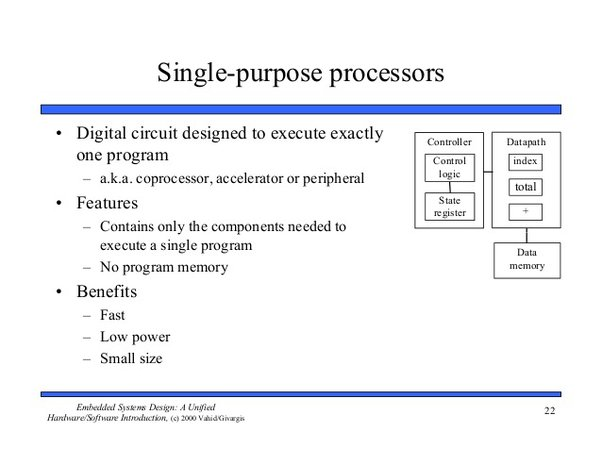 Single-purpose processors
• Digital circuit designed to execute exactly
one program
– a.k.a. coprocessor, accelerator or peripheral
• Features
– Contains only the components needed to
execute a single program
– No program memory
• Benefits
– Fast
– Low power
– Small size
Controller
Control
logic
State
register
Datapath
index
total
+
Data
memory
Embedded Systems Design: A Unified
Hardware/Software Introduction, (c) 2000 Vahid/Givargis
22